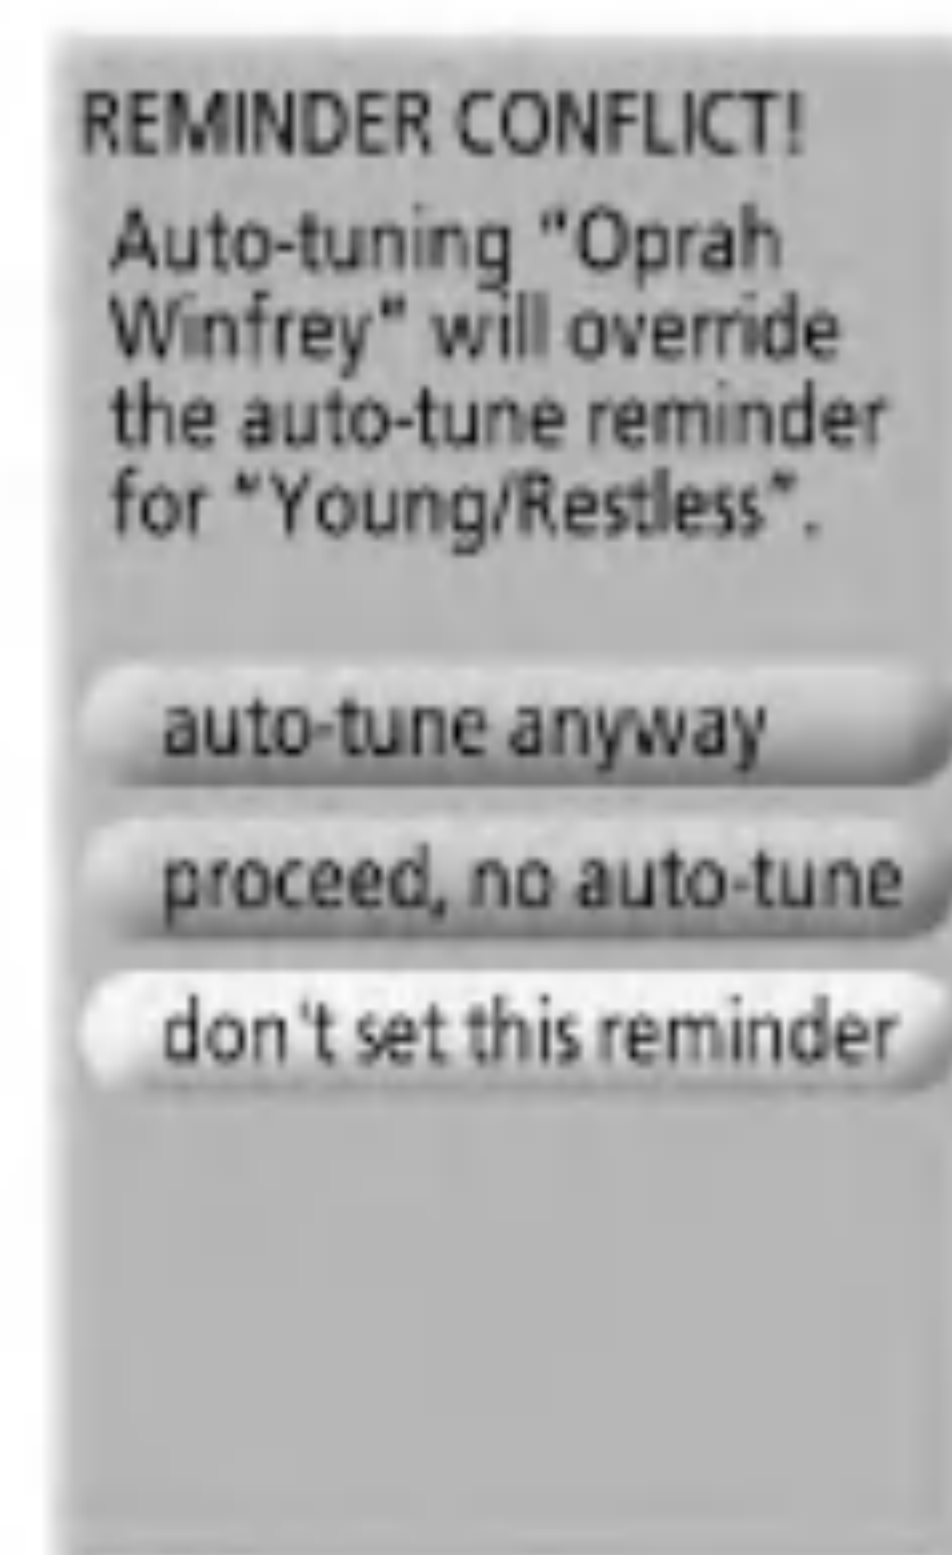 REMINDER CONFLICT!
Auto-tuning "Oprah
Winfrey" will override
the auto-tune reminder
for "Young/Restless".
auto-tune anyway
proceed, no auto-tune
don't set this reminder